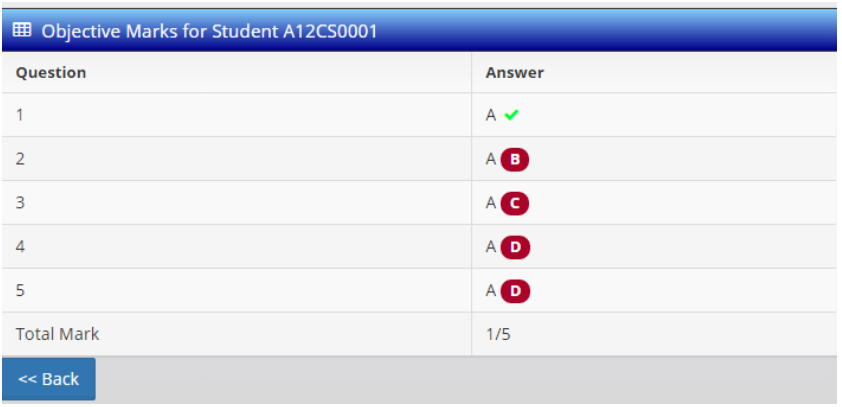 Objective Marks for Student A12CS0001
Question Answer
1 A
2 A B
3 A C
4 A D
5 A D
Total Mark 1/5
<< Back